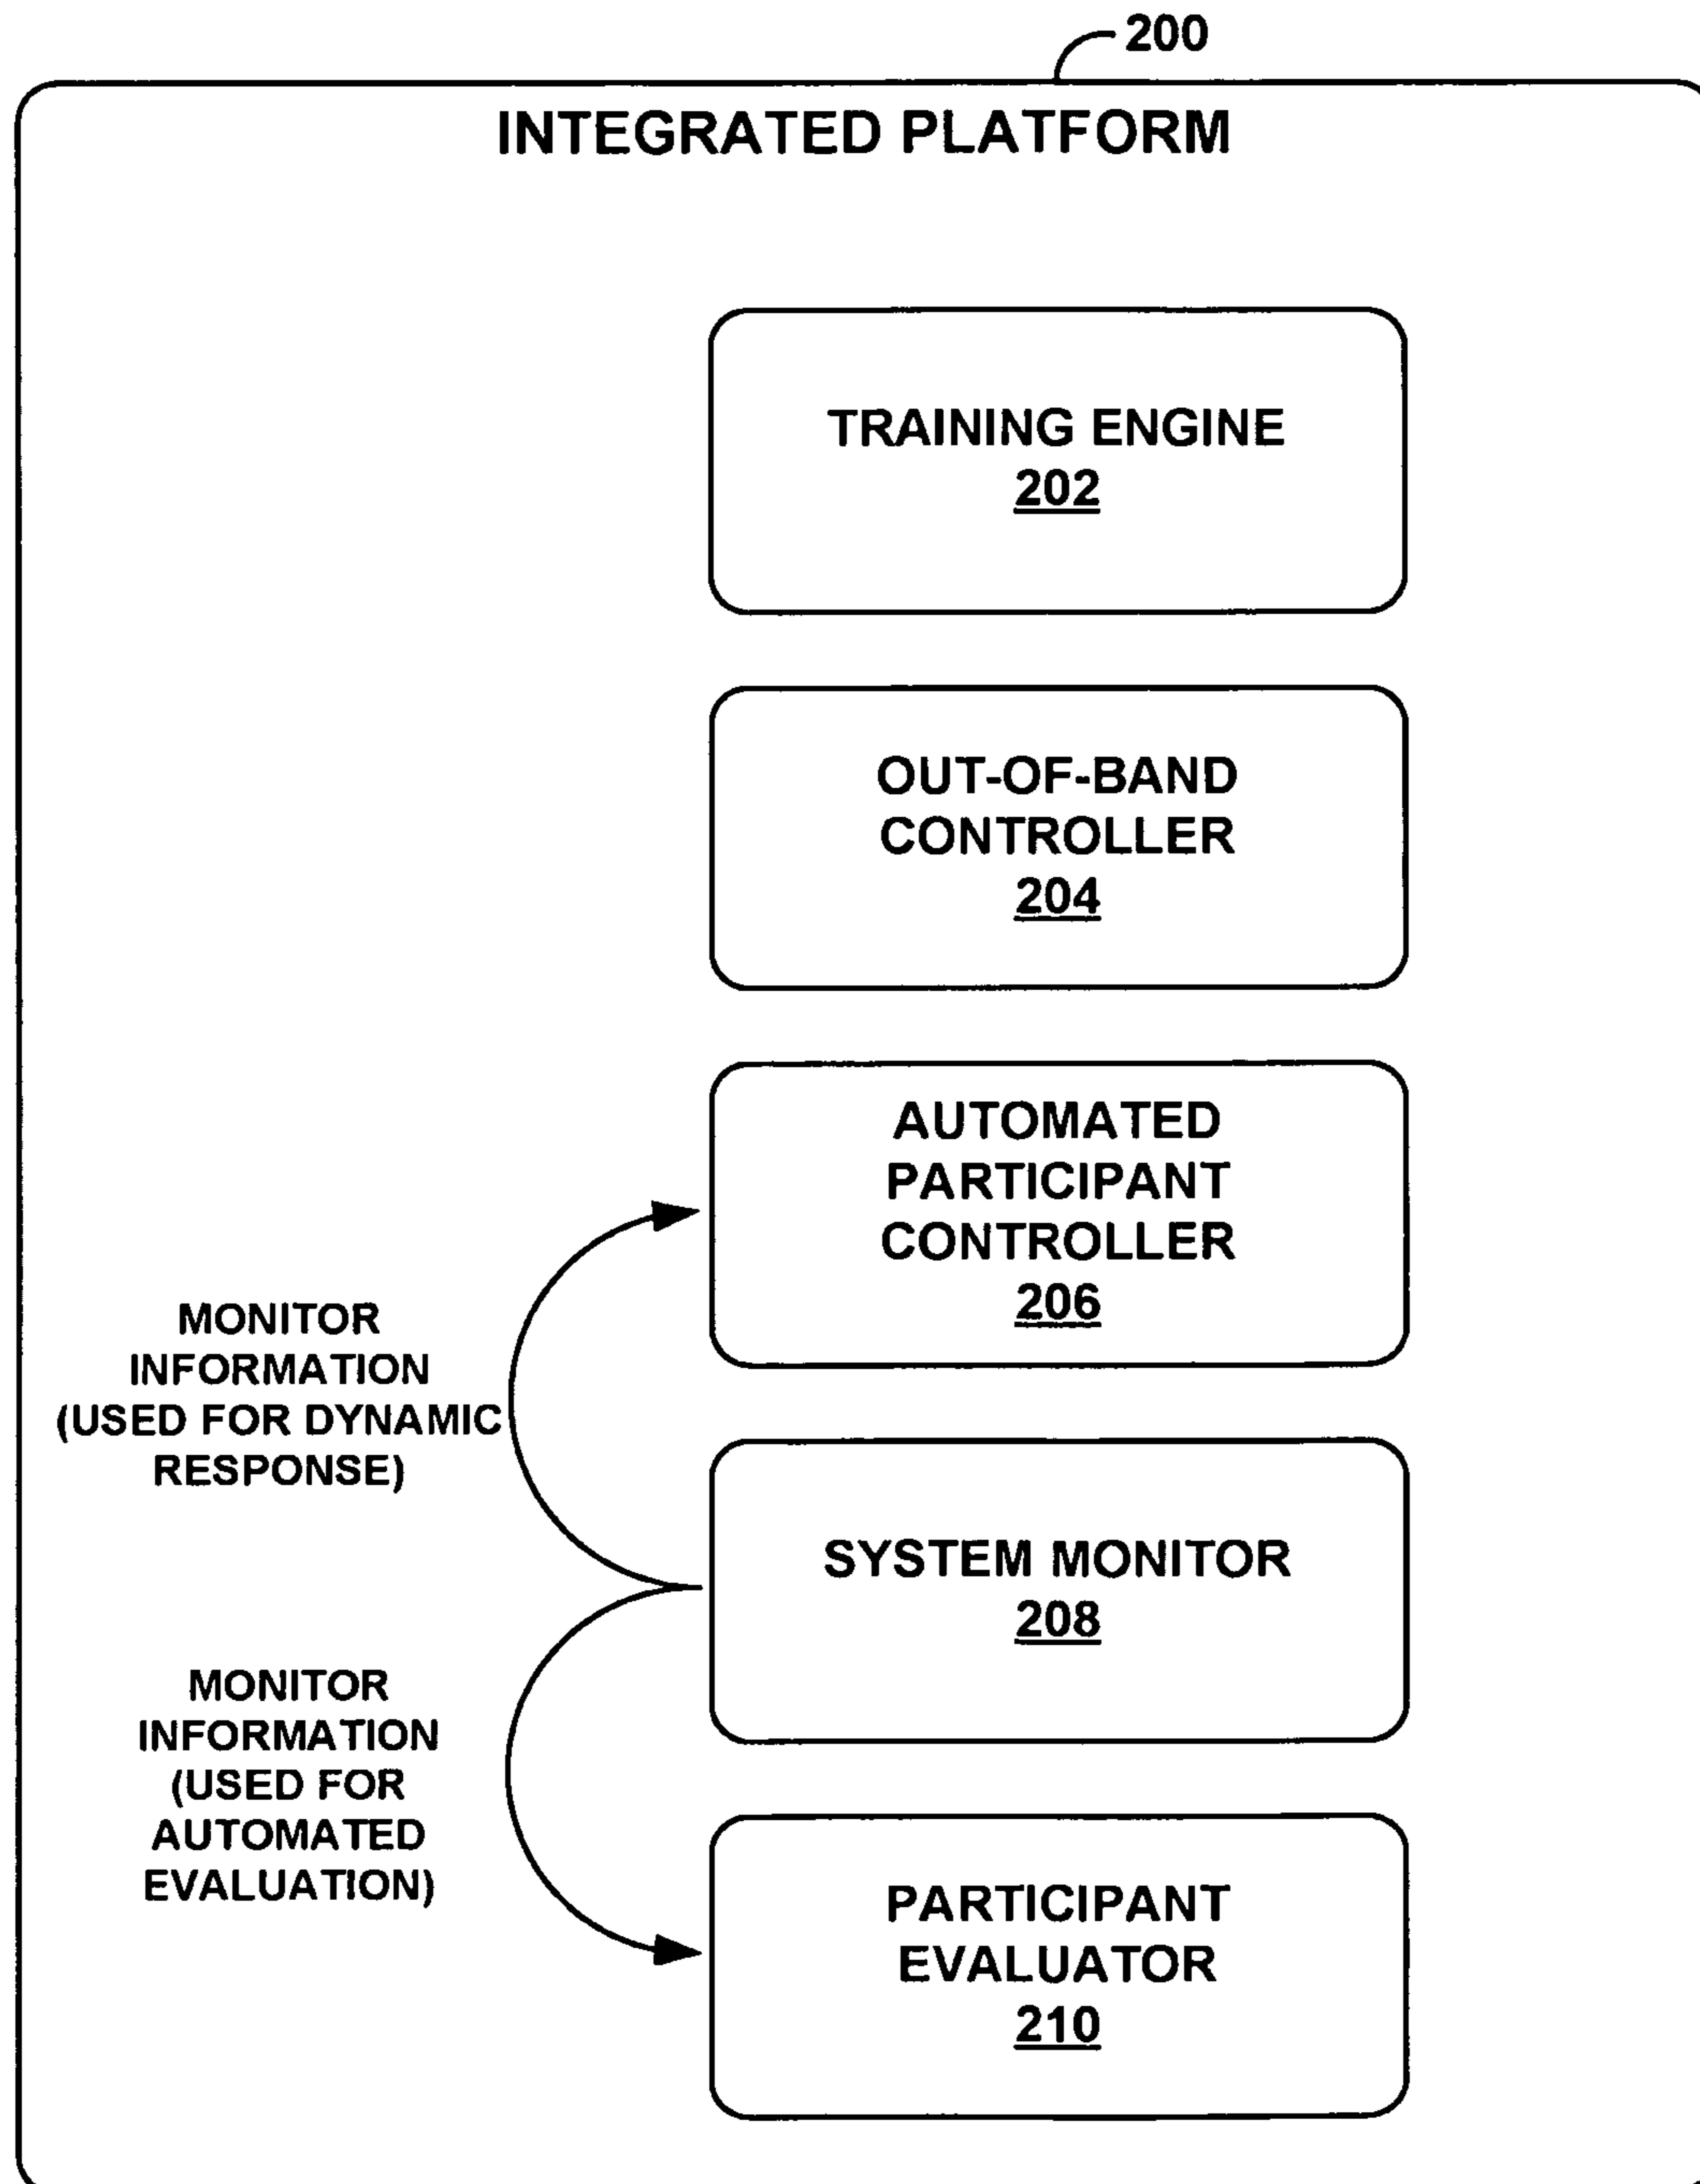 200
INTEGRATED PLATFORM
TRAINING ENGINE
202
OUT-OF-BAND
CONTROLLER
204
AUTOMATED
PARTICIPANT
CONTROLLER
206
MONITOR
INFORMATION
(USED FOR DYNAMIC
RESPONSE)
SYSTEM MONITOR
208
MONITOR
INFORMATION
(USED FOR
AUTOMATED
EVALUATION)
PARTICIPANT
EVALUATOR
210